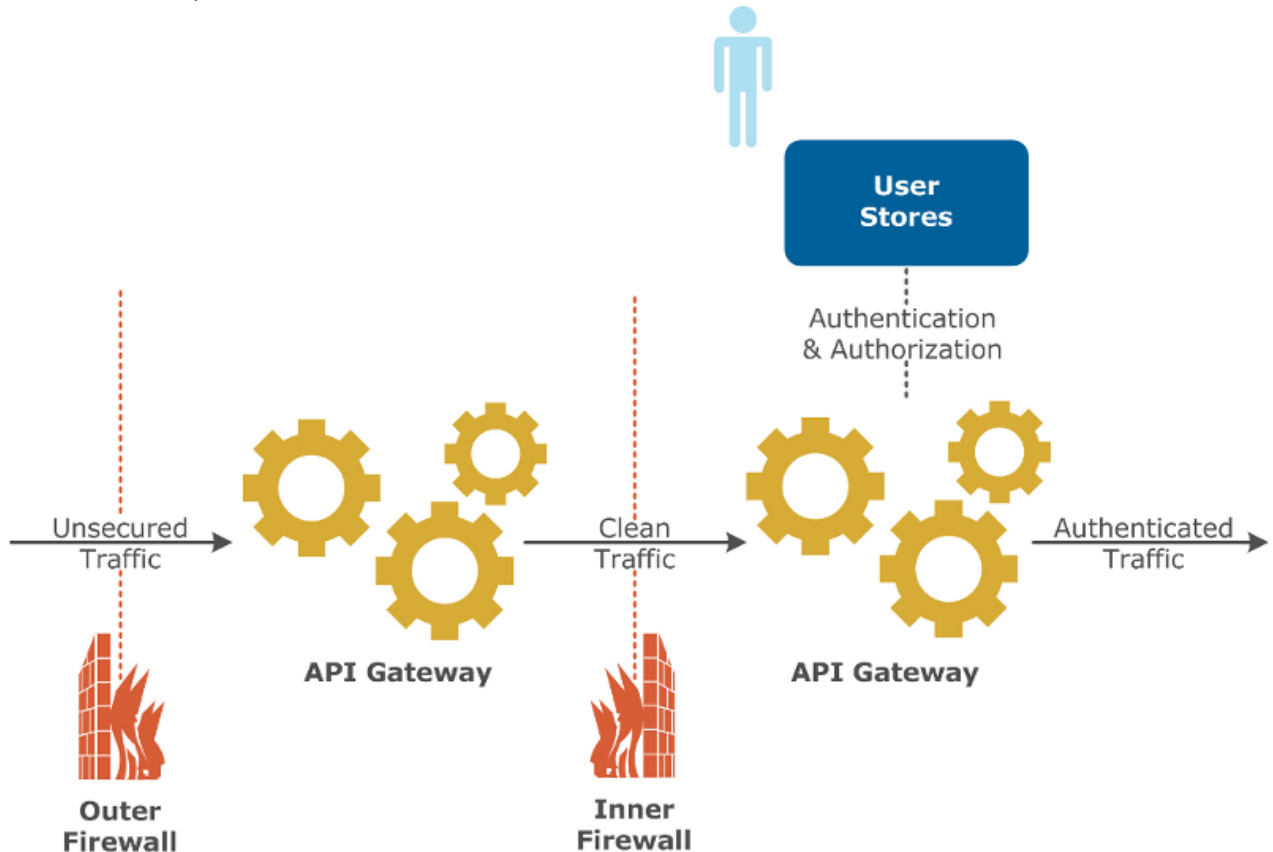 User
Stores
Authentication
& Authorization
Unsecured
Traffic
Clean
Traffic
Authenticated
Traffic
API Gateway
API Gateway
Outer
Firewall
Inner
Firewall